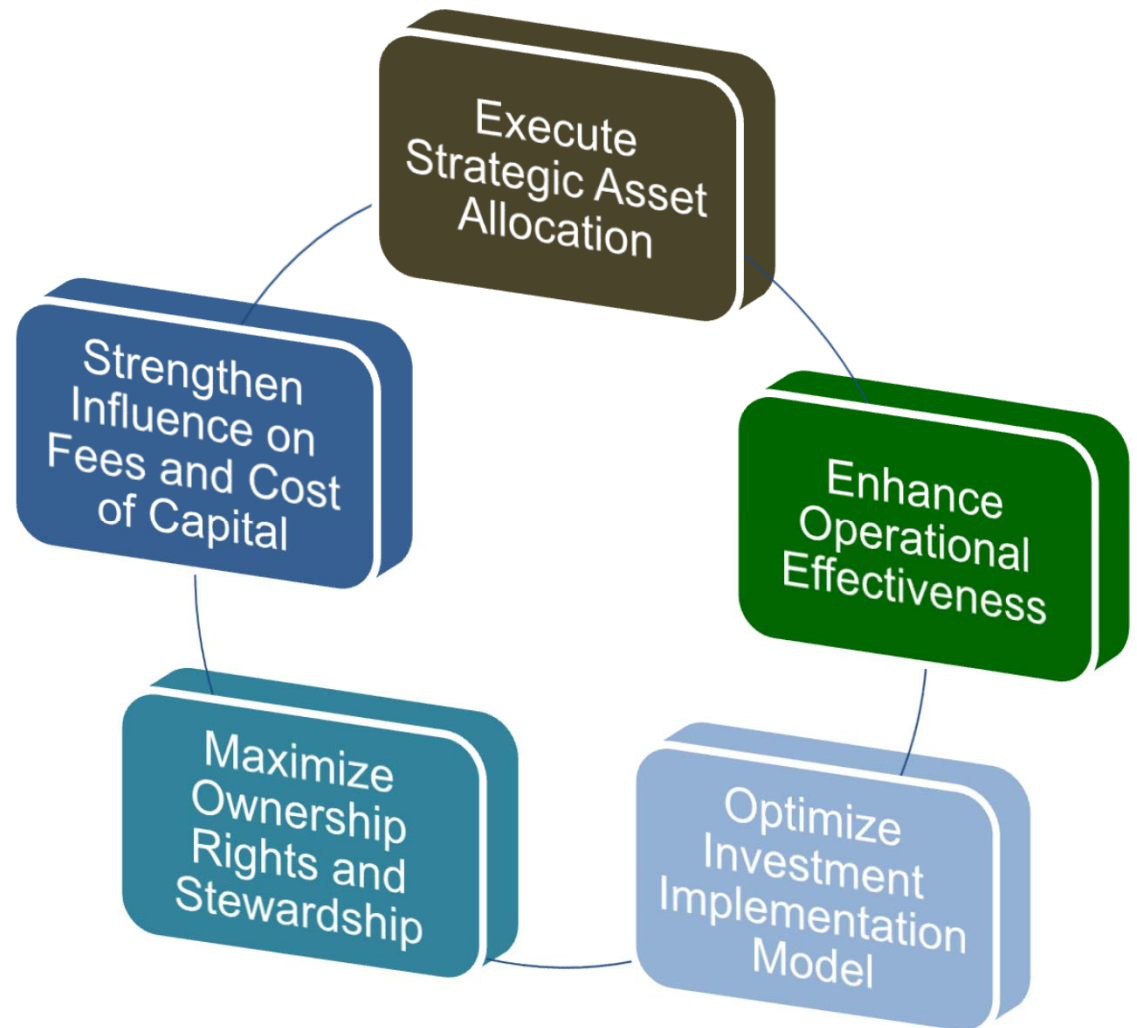 Execute
Strategic Asset
Allocation
Enhance
Operational
Effectiveness
Optimize
Investment
Implementation
Model
Maximize
Ownership
Rights and
Stewardship
Strengthen
Influence on
Fees and Cost
of Capital